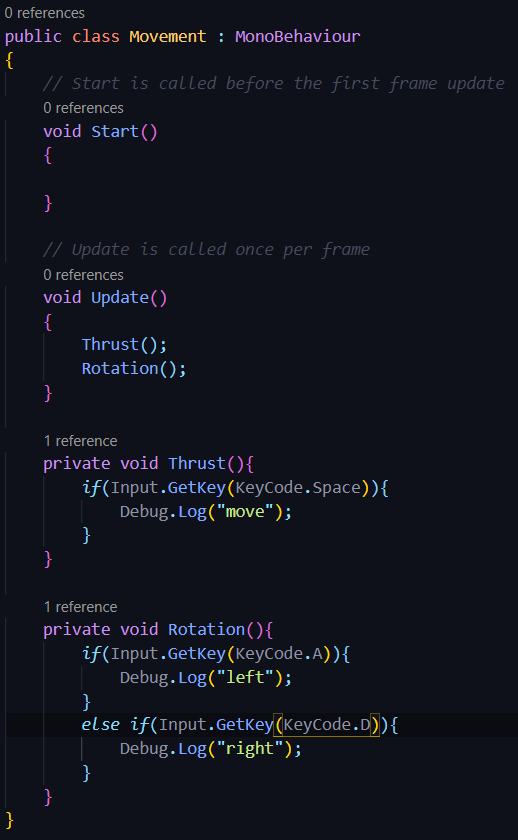 0 references
public class Movement : MonoBehaviour
{
// Start is called before the first frame update
0 references
void Start()
{
}
// Update is called once per frame
0 references
void Update()
{
Thrust();
Rotation();
}
1 reference
private void Thrust(){
if(Input.GetKey(KeyCode.Space)){
Debug.Log("move");
}
}
1 reference
private void Rotation(){
if(Input.GetKey(KeyCode.A)){
Debug.Log("left");
}
else if(Input.GetKey(KeyCode.D)){
Debug.Log("right");
}
}
}